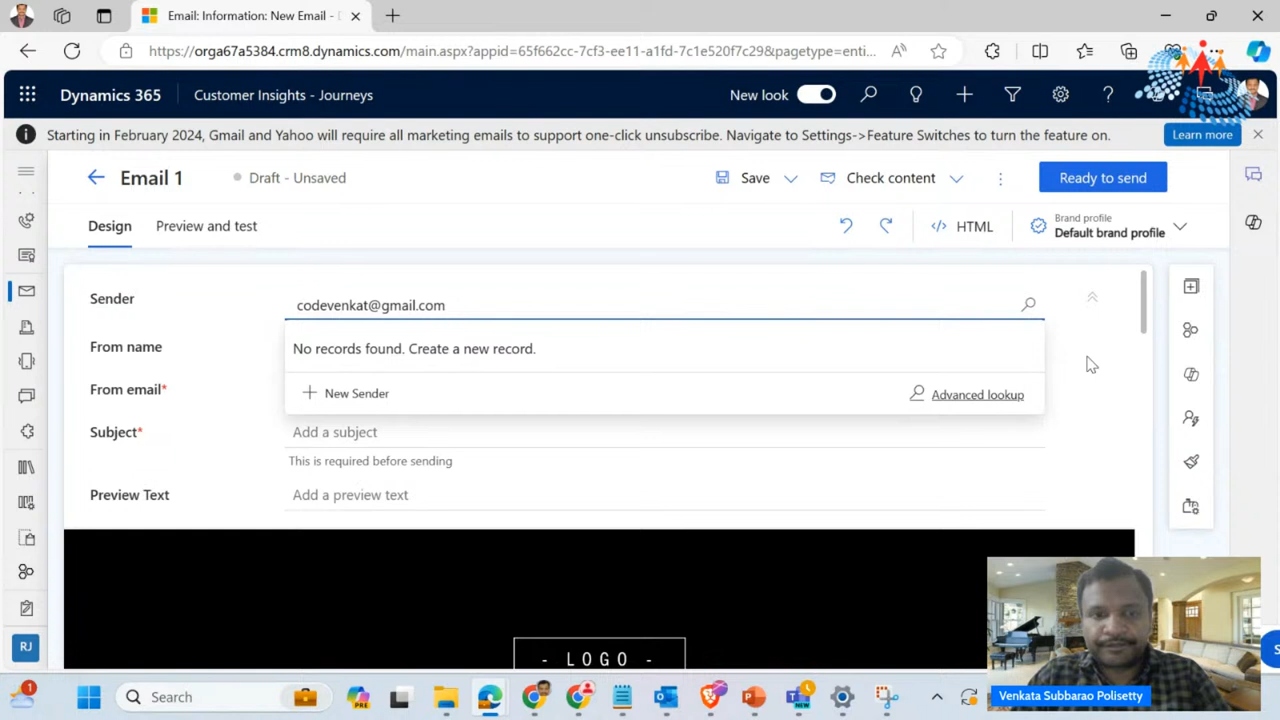 Email: Information: New Email - D
https://orga67a5384.crm8.dynamics.com/main.aspx?appid=65f662cc-7cf3-ee11-a1fd-7c1e520f7c29&pagetype=enti...
Dynamics 365
Customer Insights - Journeys
New look
Starting in February 2024, Gmail and Yahoo will require all marketing emails to support one-click unsubscribe. Navigate to Settings->Feature Switches to turn the feature on.
Learn more
Email 1
Draft - Unsaved
Save
Check content
Ready to send
Design
Preview and test
HTML
Brand profile
Default brand profile
Sender
codevenkat@gmail.com
From name
No records found. Create a new record.
From email*
New Sender
Advanced lookup
Subject*
Add a subject
This is required before sending
Preview Text
Add a preview text
- LOGO -
RJ
Venkata Subbarao Polisetty
1
Search
NEW
S